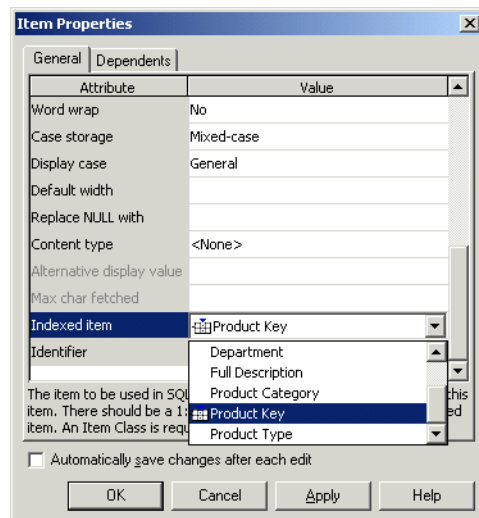 Item Properties
General Dependents
Attribute Value
Word wrap No
Case storage Mixed-case
Display case General
Default width
Replace NULL with
Content type <None>
Alternative display value
Max char fetched
Indexed item Product Key
Identifier
Department
Full Description
Product Category
Product Key
Product Type
The item to be used in SQL this
item. There should be a 1: ed
item. An Item Class is requ
Automatically save changes after each edit
OK Cancel Apply Help